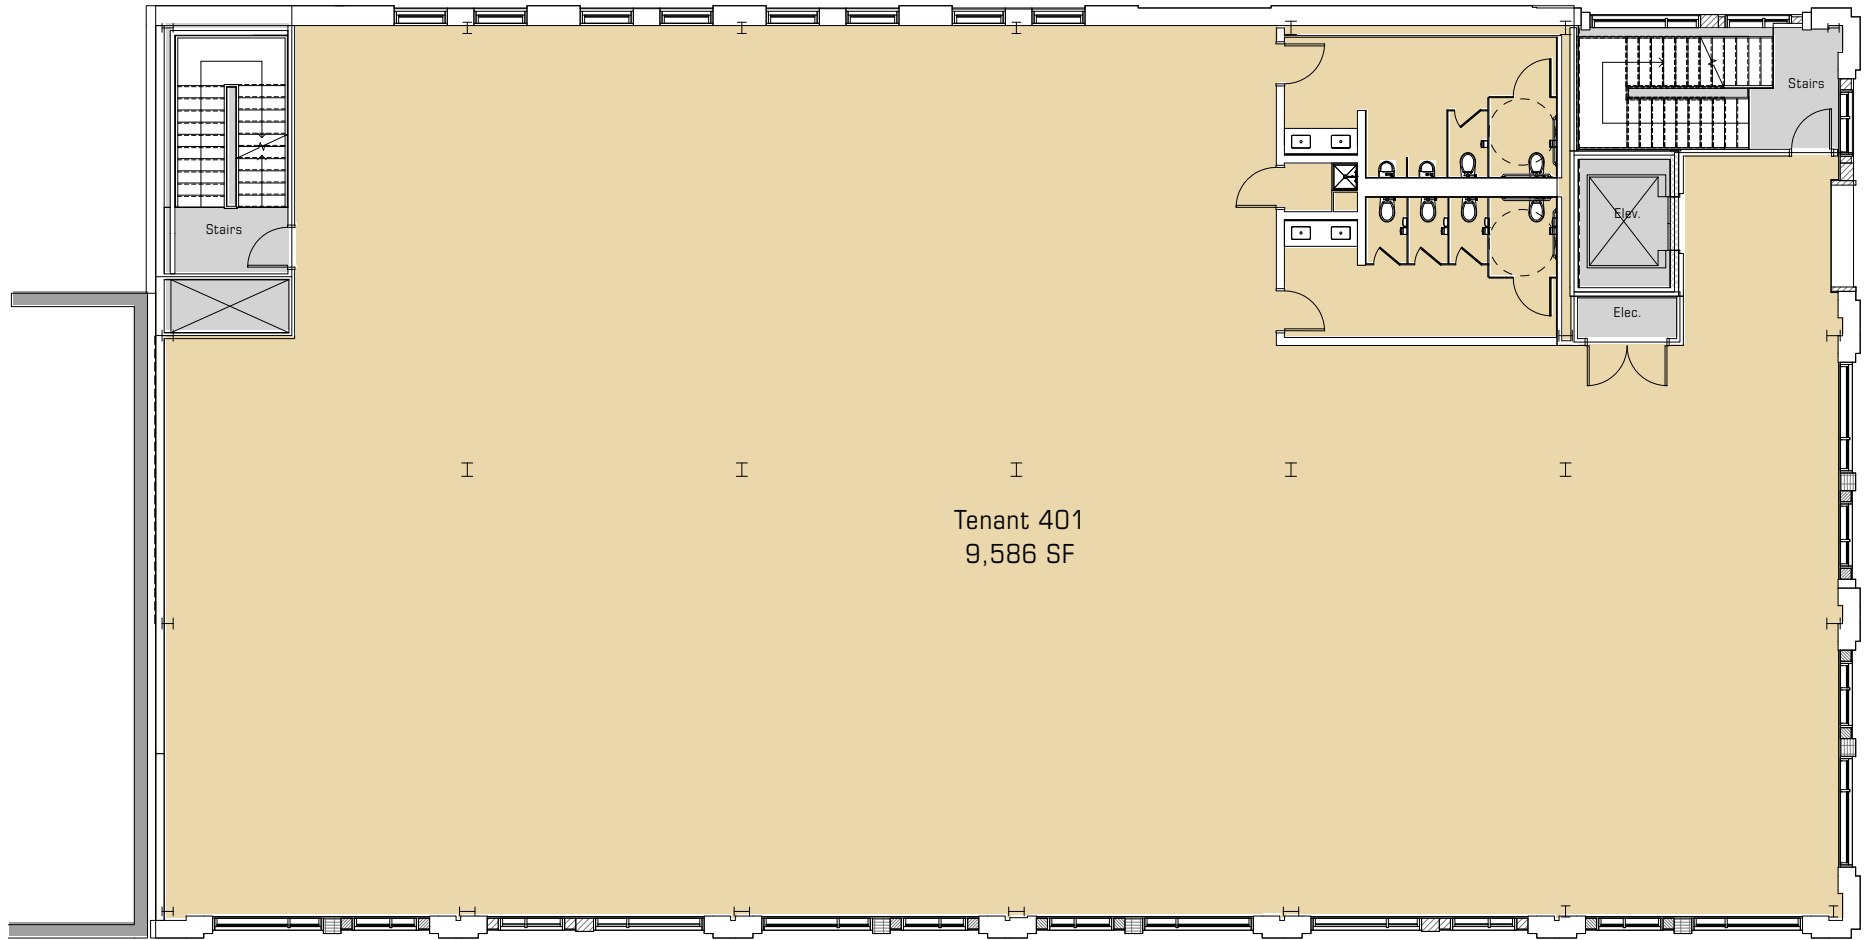 Stairs
Stairs
Elev.
Elec.
Tenant 401
9,586 SF